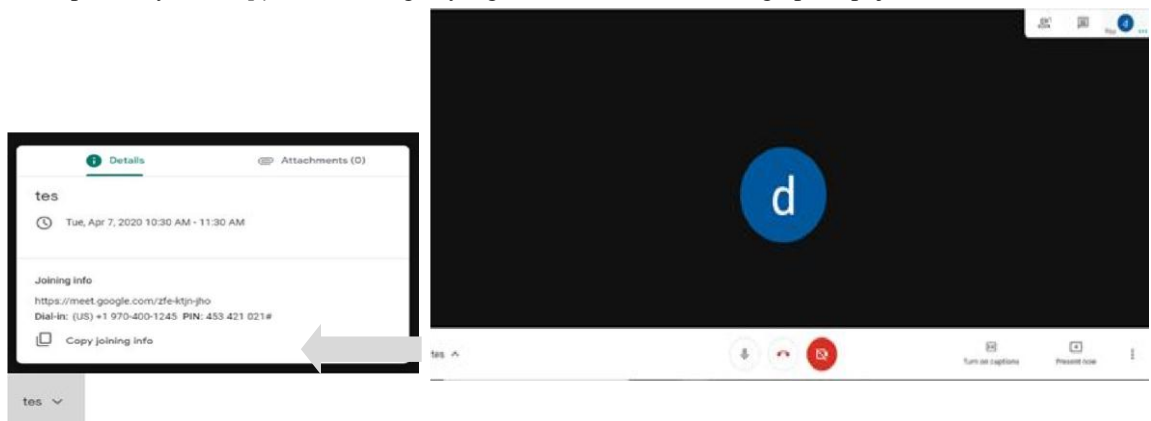 You
d
Details
Attachments (0)
tes
Tue, Apr 7, 2020 10:30 AM - 11:30 AM
Joining info
https://meet.google.com/zfe-ktjn-jho
Dial-in: (US) +1 970-400-1245 PIN: 453 421 021#
Copy joining info
tes
d
tes
Turn on captions
Present now